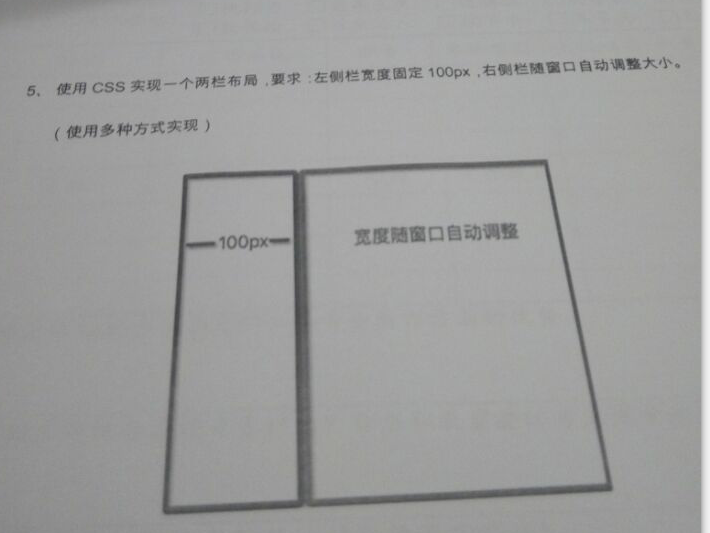 5、使用 CSS 实现一个两栏布局,要求:左侧栏宽度固定 100px,右侧栏随窗口自动调整大小。
(使用多种方式实现)
100px
宽度随窗口自动调整